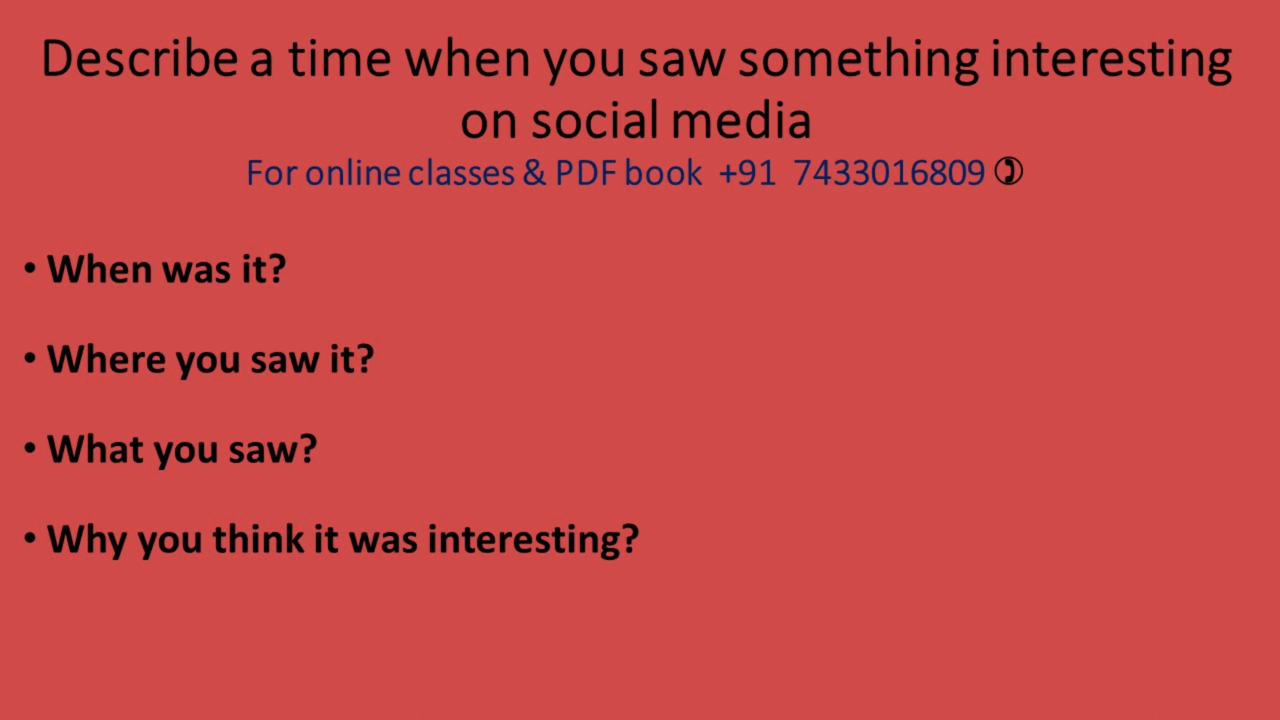 Describe a time when you saw something interesting
on social media
For online classes & PDF book +91 7433016809 ✆
• When was it?
• Where you saw it?
• What you saw?
• Why you think it was interesting?